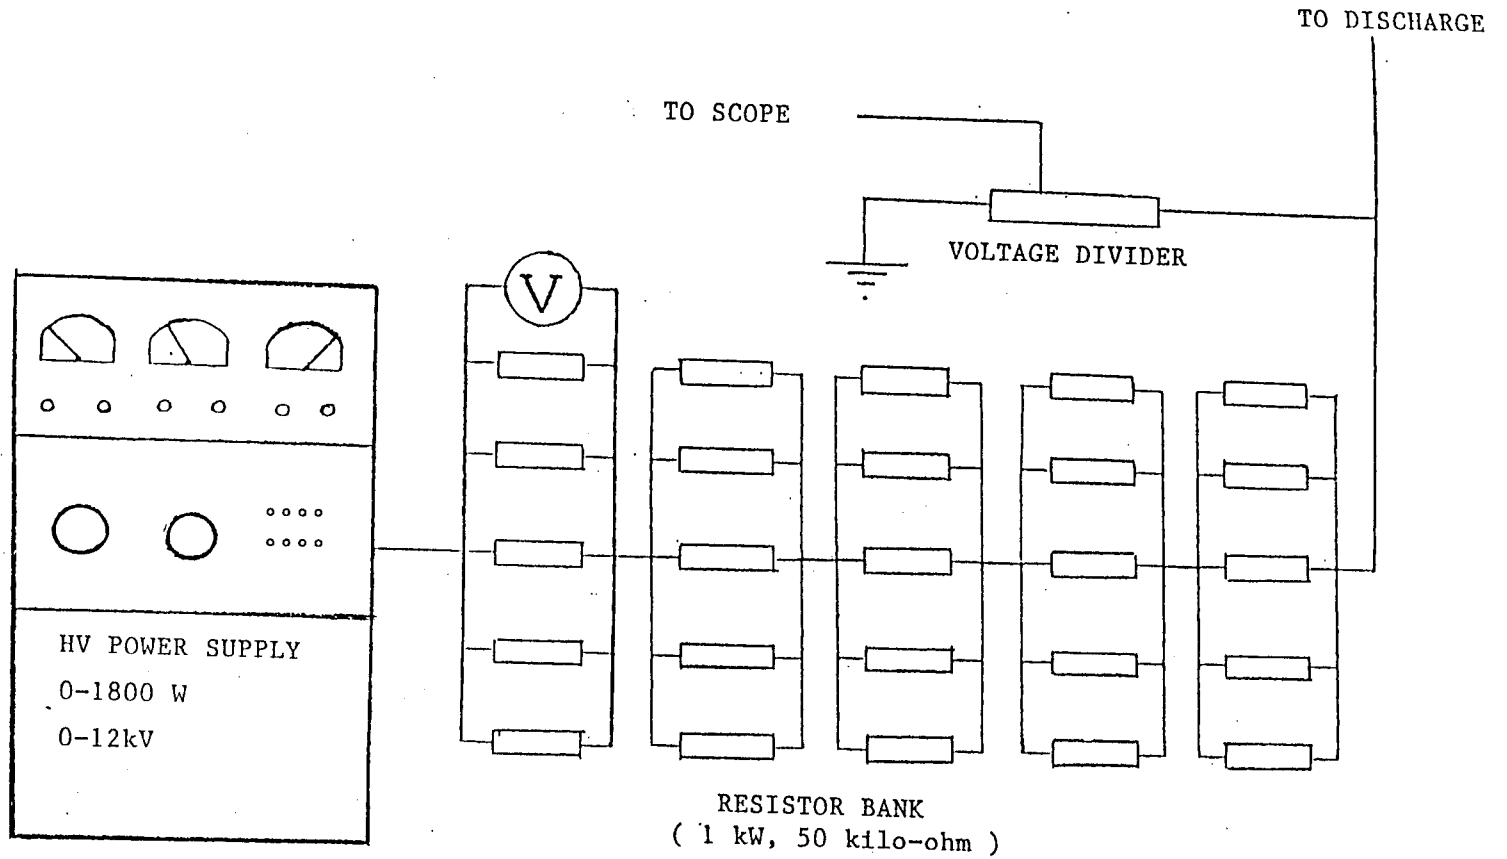 TO DISCHARGE
TO SCOPE
VOLTAGE DIVIDER
V
HV POWER SUPPLY
0-1800 W
0-12kV
RESISTOR BANK
( 1 kW, 50 kilo-ohm )